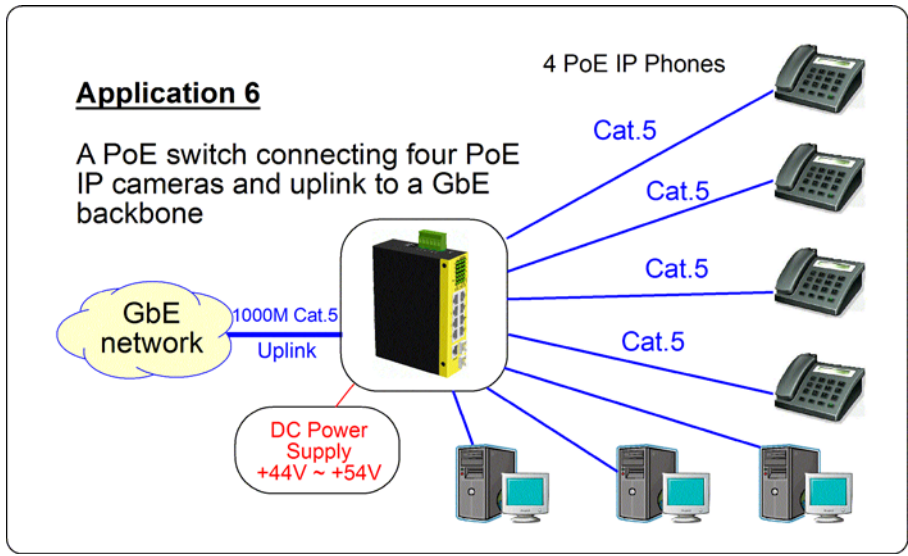 Application 6
4 PoE IP Phones
A PoE switch connecting four PoE
IP cameras and uplink to a GbE
backbone
Cat.5
Cat.5
Cat.5
Cat.5
GbE
network
1000M Cat.5
Uplink
DC Power
Supply
+44V ~ +54V